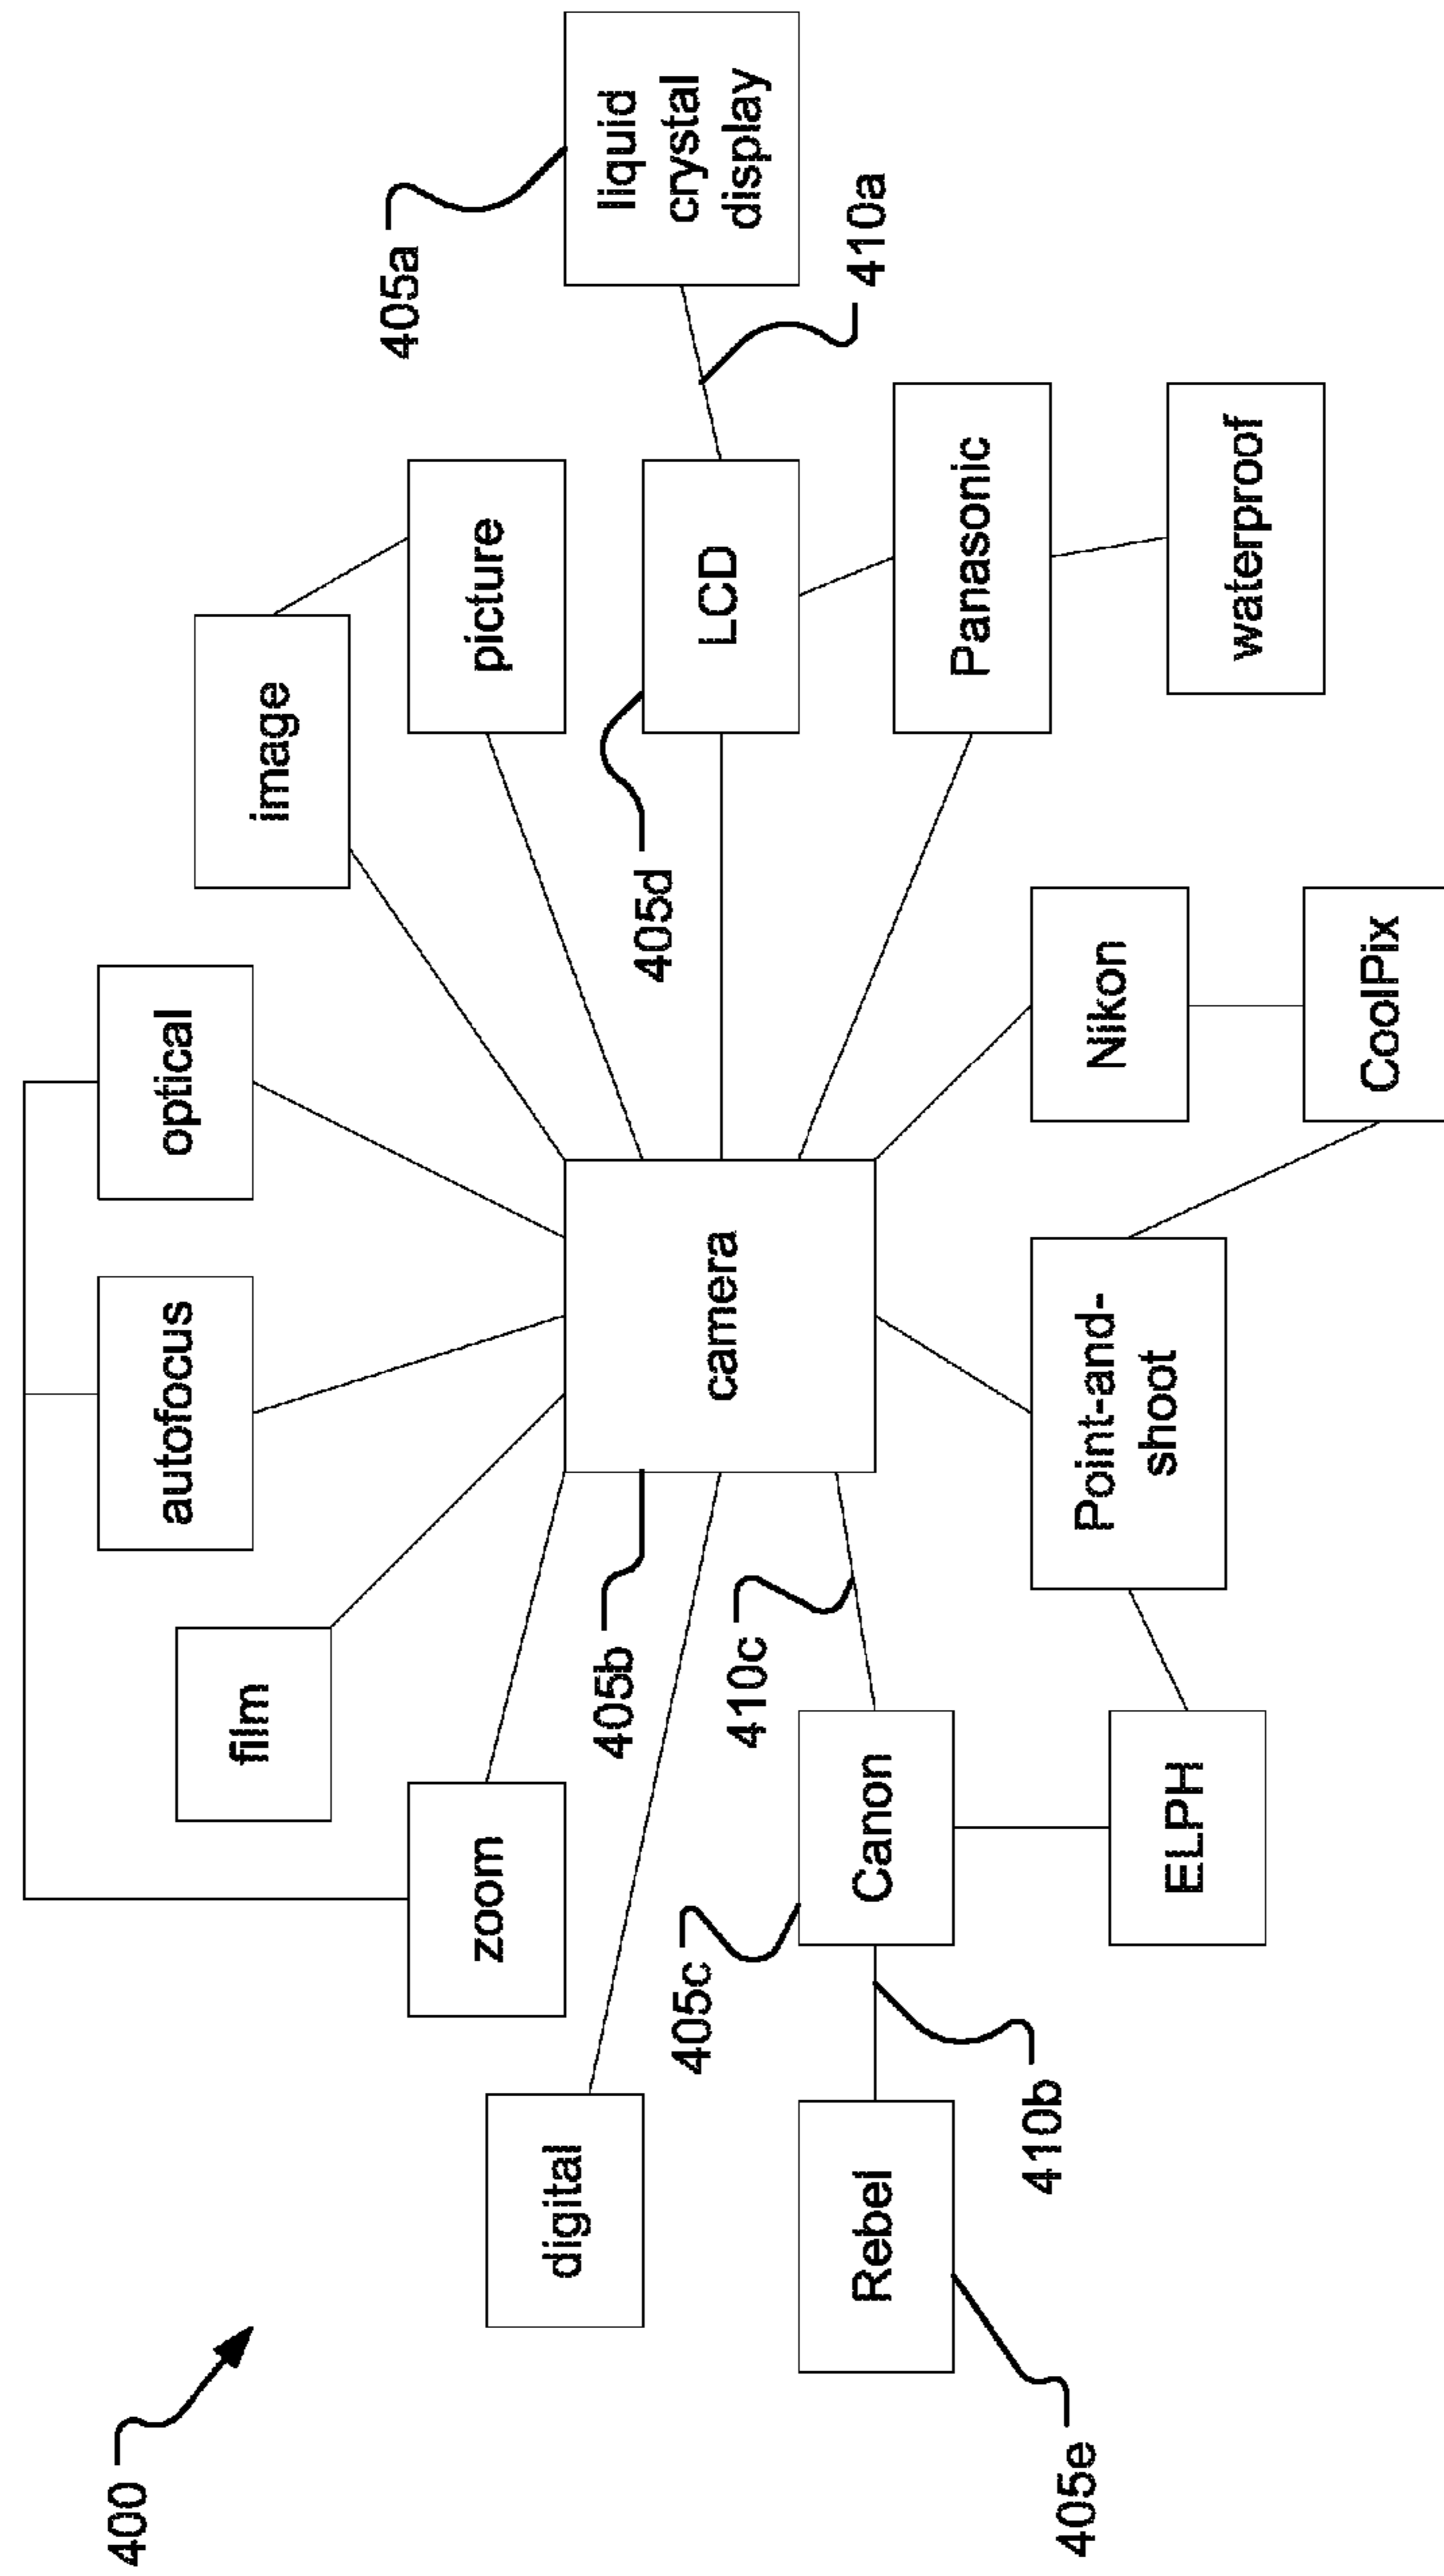 400
optical
autofocus
image
film
picture
405a
liquid
crystal
display
zoom
digital
405b
camera
405d
LCD
410a
405c
410c
Rebel
Canon
Panasonic
410b
405e
Point-and-
shoot
Nikon
ELPH
waterproof
CoolPix